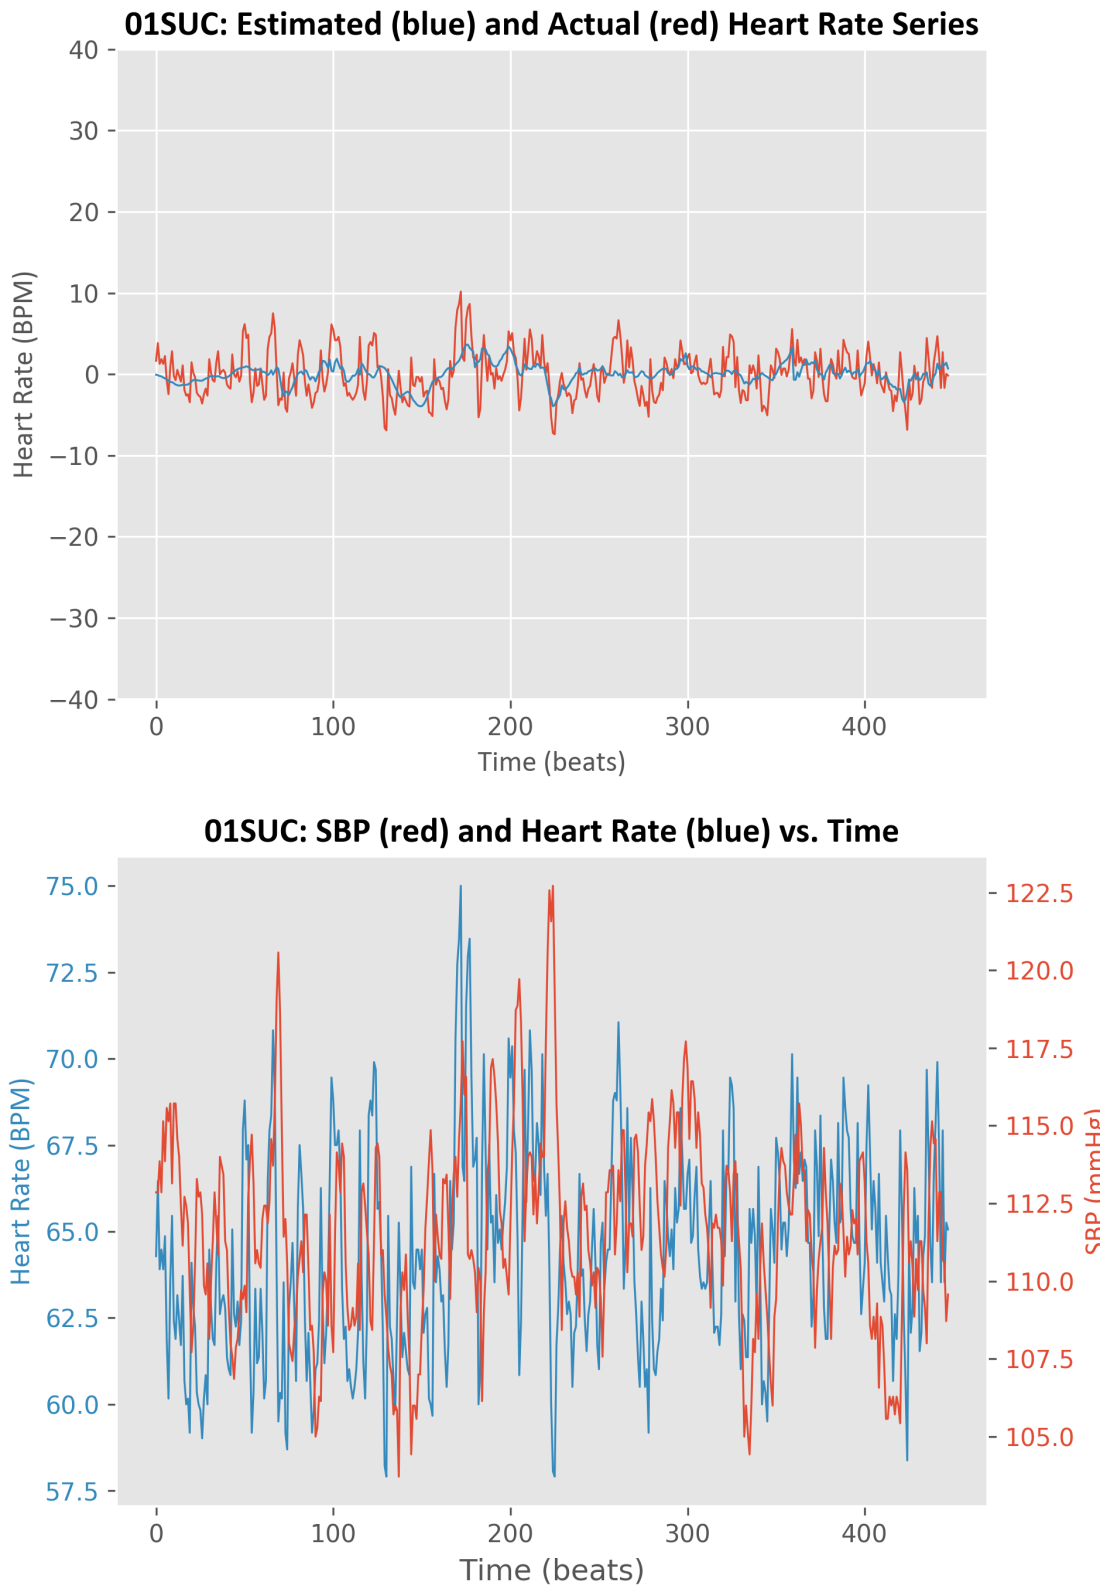 01SUC: Estimated (blue) and Actual (red) Heart Rate Series
40
30
20
10
0
−10
−20
−30
−40
Heart Rate (BPM)
0 100 200 300 400
Time (beats)
01SUC: SBP (red) and Heart Rate (blue) vs. Time
75.0
72.5
70.0
67.5
65.0
62.5
60.0
57.5
Heart Rate (BPM)
122.5
120.0
117.5
115.0
112.5
110.0
107.5
105.0
SBP (mmHg)
0 100 200 300 400
Time (beats)